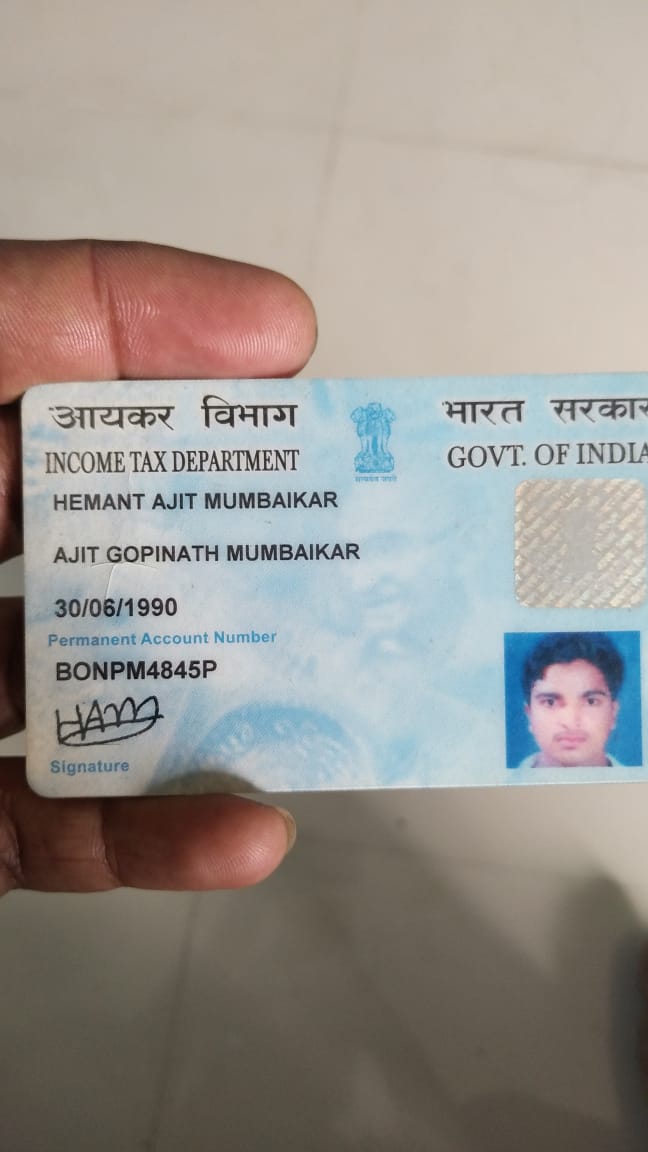 आयकर विभाग भारत सरकार
INCOME TAX DEPARTMENT GOVT. OF INDIA
HEMANT AJIT MUMBAIKAR
AJIT GOPINATH MUMBAIKAR
30/06/1990
Permanent Account Number
BONPM4845P
HAM
Signature